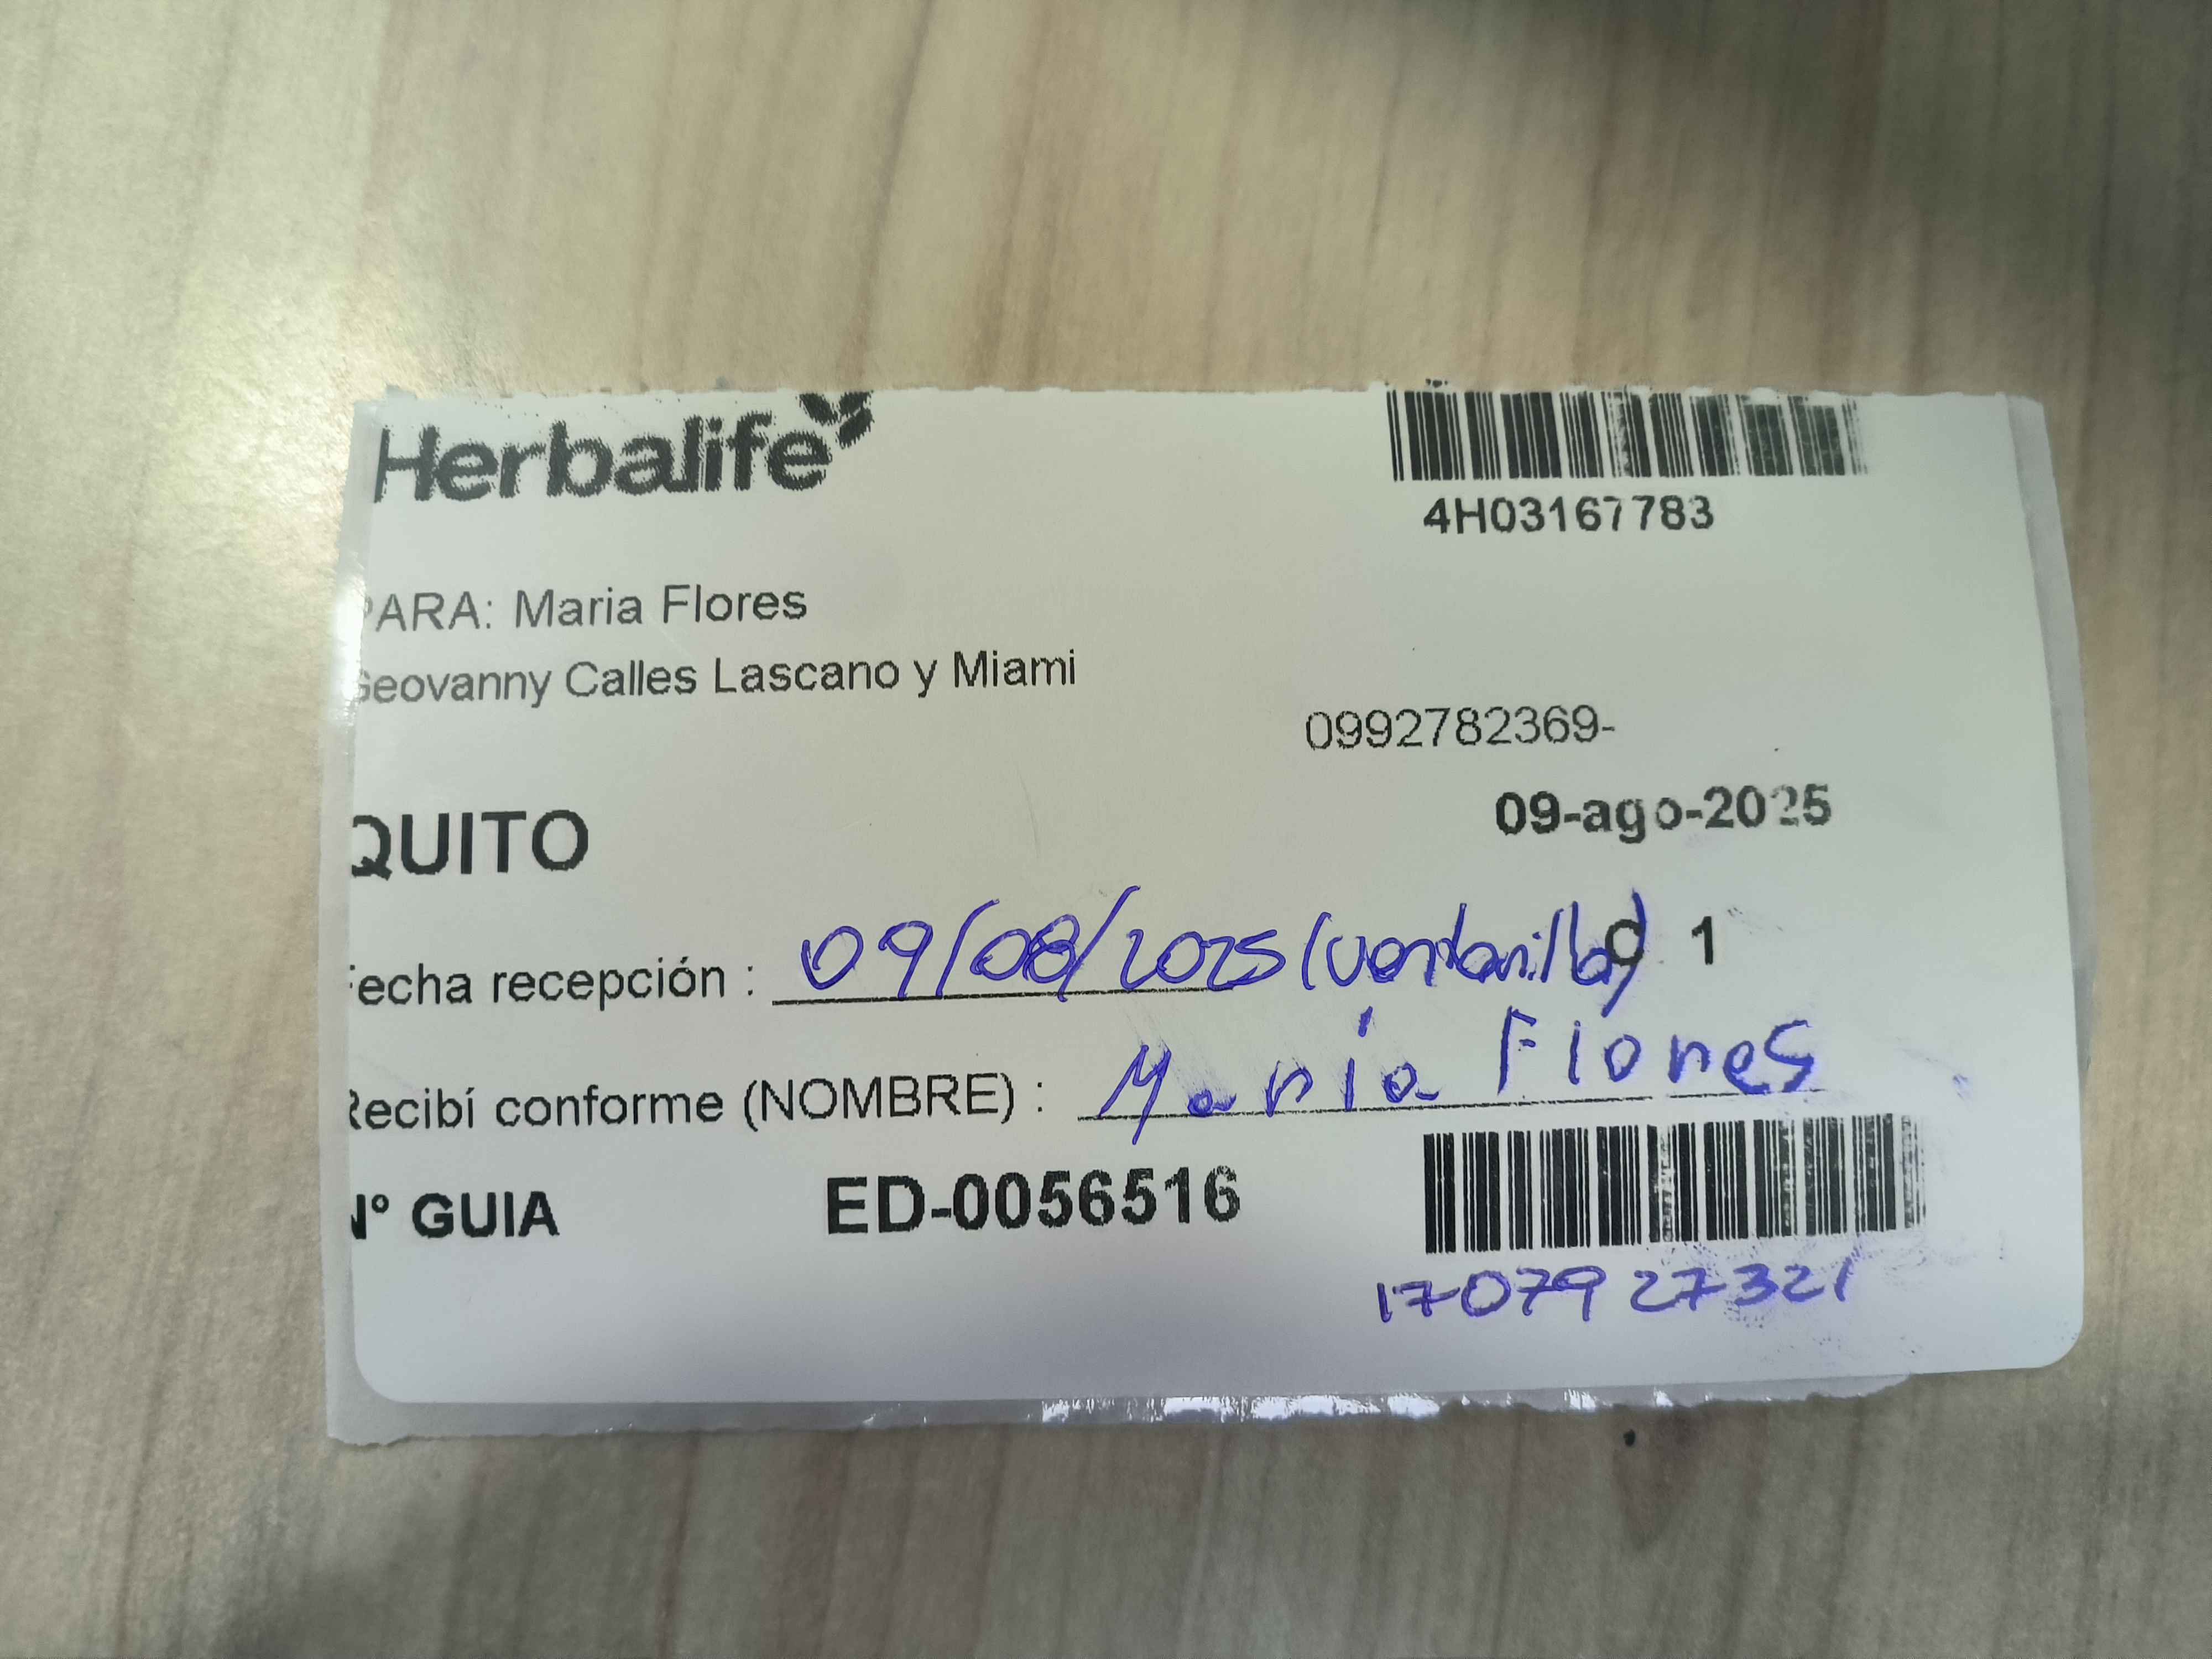 Herbalife
4H03167783
PARA: Maria Flores
Geovanny Calles Lascano y Miami
0992782369-
QUITO
09-ago-2025
Fecha recepción : 09/08/2025 (Ventanilla) 1
Recibí conforme (NOMBRE) : Maria Flores
N° GUIA ED-0056516
1707927321